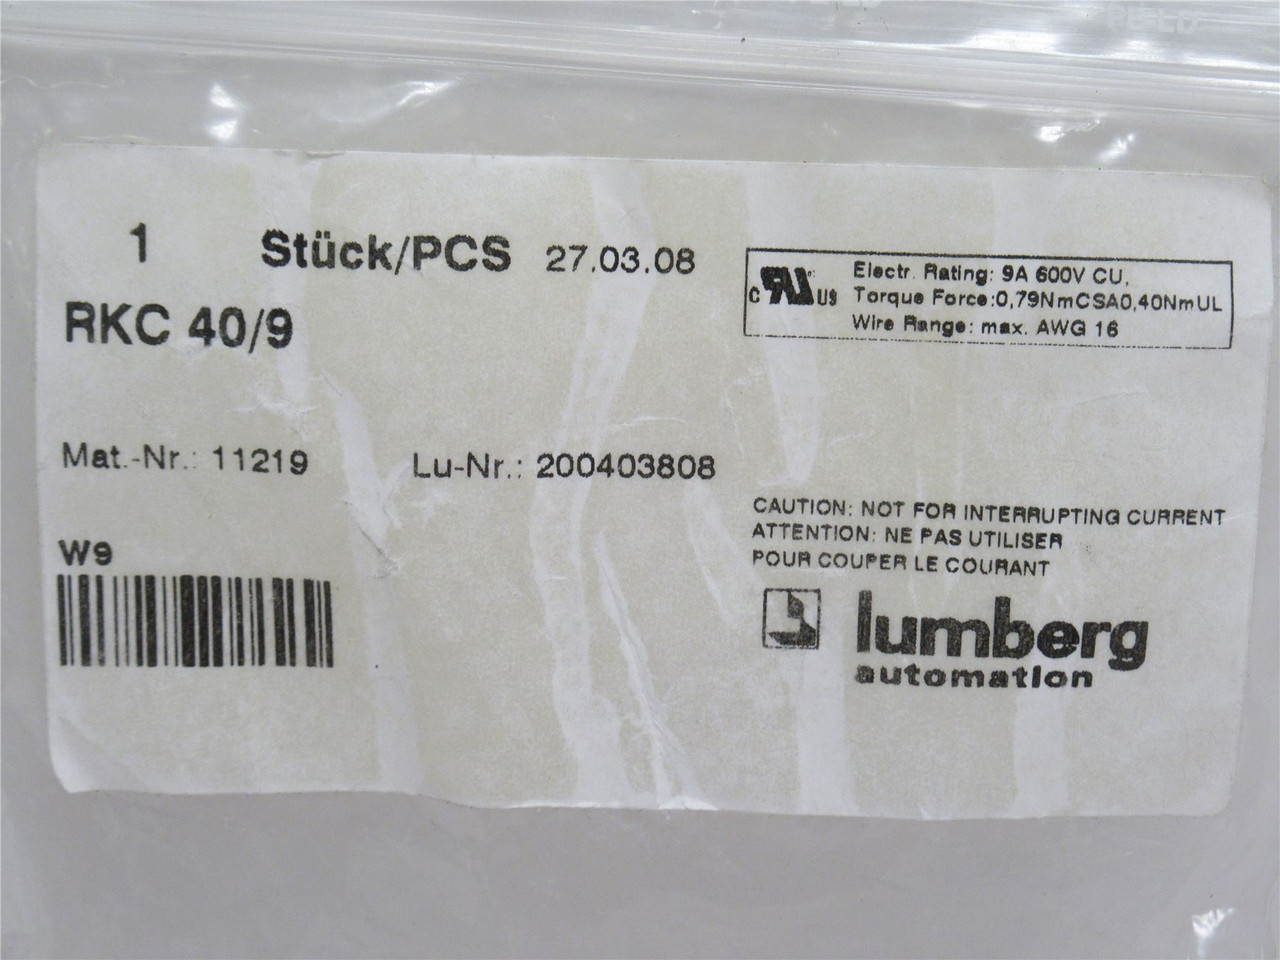 1 Stück/PCS 27.03.08
RKC 40/9
c RU US
Electr. Rating: 9A 600V CU,
Torque Force:0,79NmCSA0,40NmUL
Wire Range: max. AWG 16
Mat.-Nr.: 11219 Lu-Nr.: 200403808
W9
CAUTION: NOT FOR INTERRUPTING CURRENT
ATTENTION: NE PAS UTILISER
POUR COUPER LE COURANT
lumberg
automation